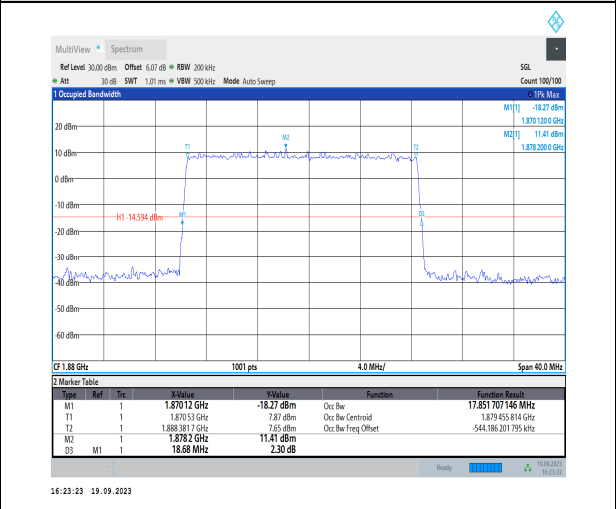 MultiView Spectrum
Ref Level 30.00 dBm Offset 6.07 dB RBW 200 kHz SGL
Att 30 dB SWT 1.01 ms VBW 500 kHz Mode Auto Sweep Count 100/100
1 Occupied Bandwidth 1Pk Max
M1[1] -18.27 dBm
1.870 120 0 GHz
M2[1] 11.41 dBm
1.878 200 0 GHz
20 dBm
M2
T1 T2
10 dBm
0 dBm
-10 dBm
H1 -14.594 dBm M1 D3
-20 dBm
-30 dBm
-40 dBm
-50 dBm
-60 dBm
CF 1.88 GHz 1001 pts 4.0 MHz/ Span 40.0 MHz
2 Marker Table
Type Ref Trc X-Value Y-Value Function Function Result
M1 1 1.87012 GHz -18.27 dBm Occ Bw 17.851 707 146 MHz
T1 1 1.870 53 GHz 7.87 dBm Occ Bw Centroid 1.879 455 814 GHz
T2 1 1.888 381 7 GHz 7.65 dBm Occ Bw Freq Offset -544.186 201 795 kHz
M2 1 1.878 2 GHz 11.41 dBm
D3 M1 1 18.68 MHz 2.30 dB
Ready 19.09.2023
16:23:22
16:23:23 19.09.2023